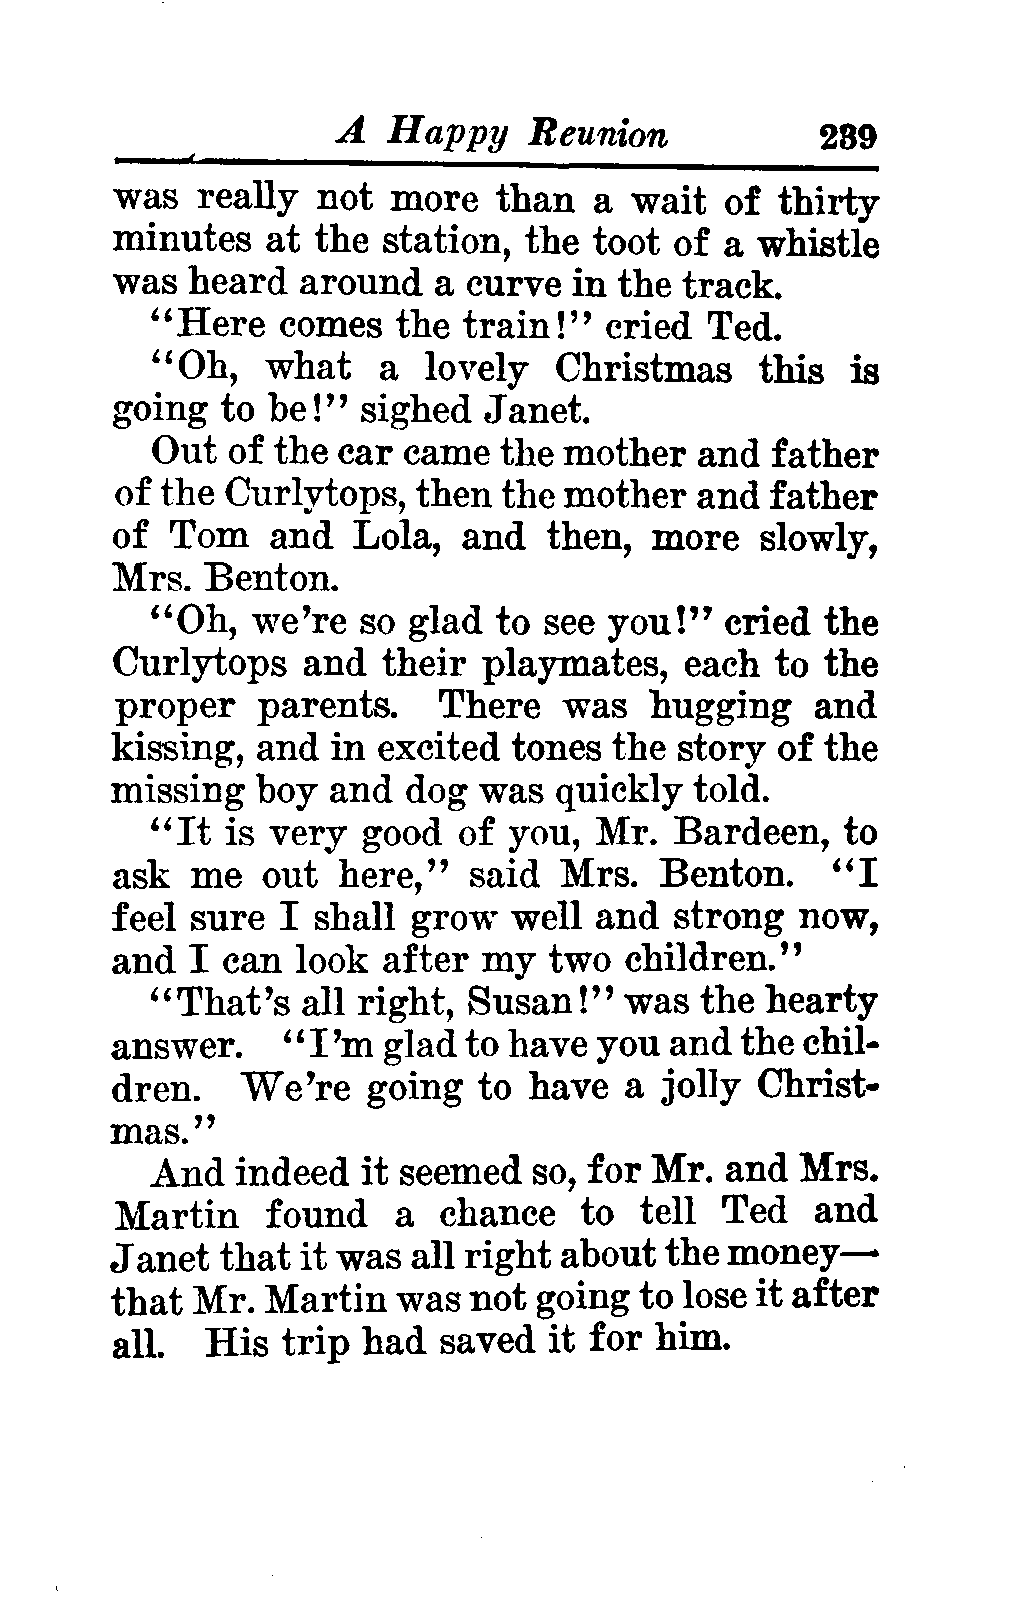 A Happy Reunion 239
was really not more than a wait of thirty
minutes at the station, the toot of a whistle
was heard around a curve in the track.
"Here comes the train!" cried Ted.
"Oh, what a lovely Christmas this is
going to be!" sighed Janet.
Out of the car came the mother and father
of the Curlytops, then the mother and father
of Tom and Lola, and then, more slowly,
Mrs. Benton.
"Oh, we're so glad to see you!" cried the
Curlytops and their playmates, each to the
proper parents. There was hugging and
kissing, and in excited tones the story of the
missing boy and dog was quickly told.
"It is very good of you, Mr. Bardeen, to
ask me out here," said Mrs. Benton. "I
feel sure I shall grow well and strong now,
and I can look after my two children."
"That's all right, Susan!" was the hearty
answer. "I'm glad to have you and the chil-
dren. We're going to have a jolly Christ-
mas."
And indeed it seemed so, for Mr. and Mrs.
Martin found a chance to tell Ted and
Janet that it was all right about the money—
that Mr. Martin was not going to lose it after
all. His trip had saved it for him.